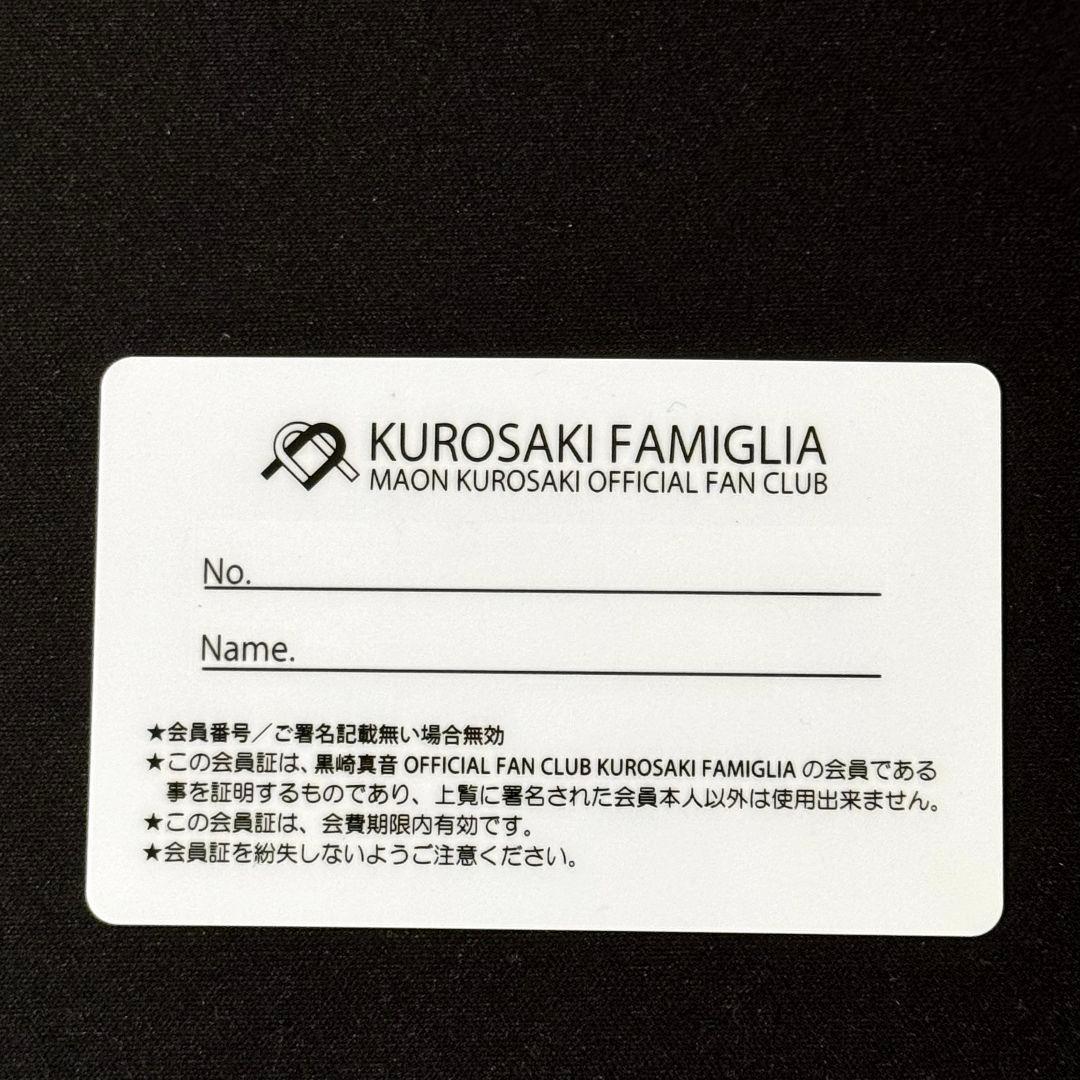 KUROSAKI FAMIGLIA
MAON KUROSAKI OFFICIAL FAN CLUB
No.
Name.
★会員番号／ご署名記載無い場合無効
★この会員証は、黒崎真音 OFFICIAL FAN CLUB KUROSAKI FAMIGLIA の会員である
事を証明するものであり、上覧に署名された会員本人以外は使用出来ません。
★この会員証は、会費期限内有効です。
★会員証を紛失しないようご注意ください。